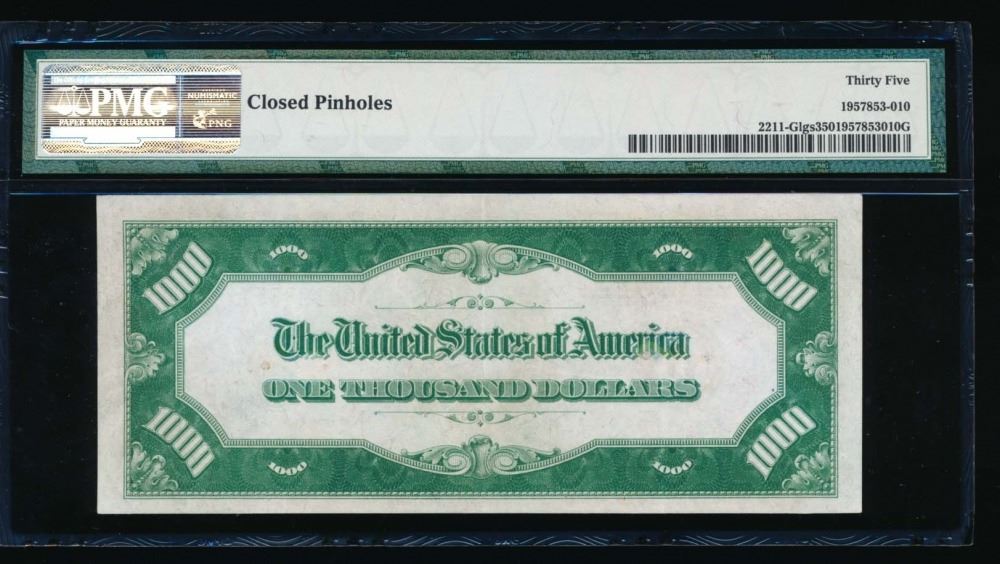 PMG
PAPER MONEY GUARANTY
NUMISMATIC
PNG
Closed Pinholes
Thirty Five
1957853-010
2211-Glgs3501957853010G
1000
1000
1000
1000
The United States of America
ONE THOUSAND DOLLARS
1000
1000
1000
1000